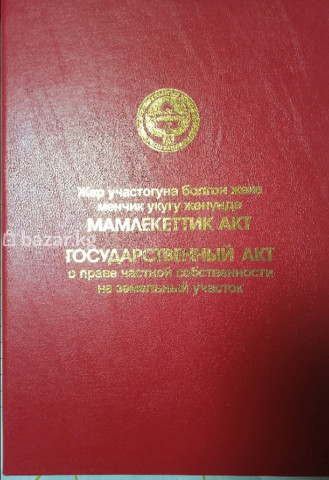 Жер участогуна болгон жеке
менчик укугу жөнүндө
МАМЛЕКЕТТИК АКТ
bazar.kg
ГОСУДАРСТВЕННЫЙ АКТ
о праве частной собственности
на земельный участок